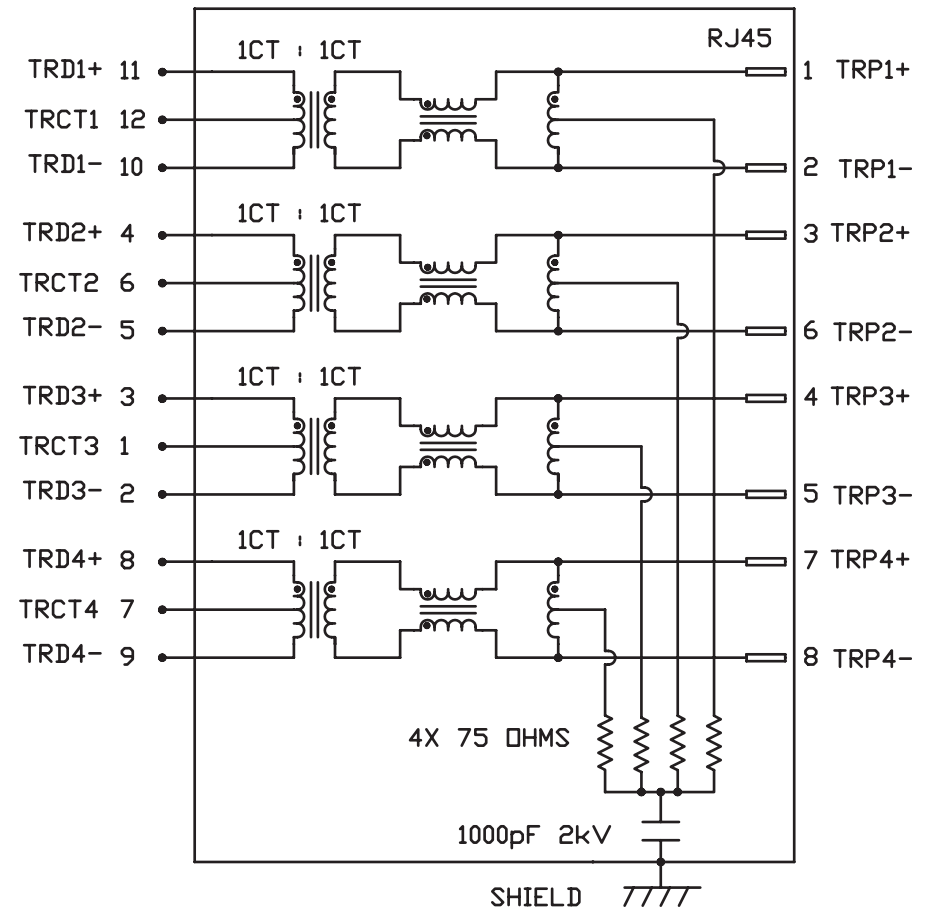 RJ45
1CT : 1CT
TRD1+ 11
1 TRP1+
TRCT1 12
TRD1- 10
2 TRP1-
1CT : 1CT
TRD2+ 4
3 TRP2+
TRCT2 6
TRD2- 5
6 TRP2-
1CT : 1CT
TRD3+ 3
4 TRP3+
TRCT3 1
TRD3- 2
5 TRP3-
1CT : 1CT
TRD4+ 8
7 TRP4+
TRCT4 7
TRD4- 9
8 TRP4-
4X 75 OHMS
1000pF 2kV
SHIELD